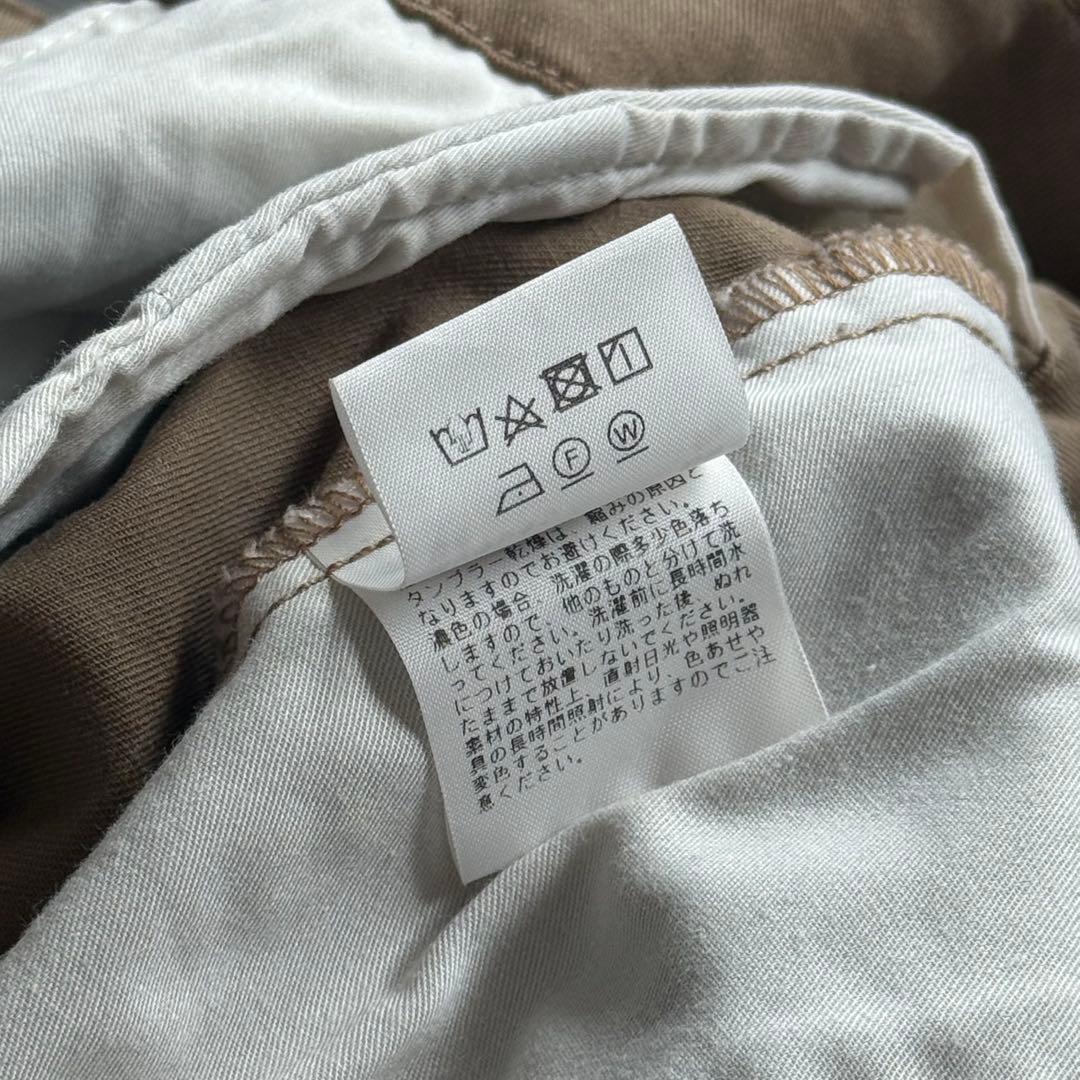 F W
タンブラー乾燥は、縮みの原因と
なりますのでお避けください。
濃色の場合、洗濯の際多少色落ち
しますので、他のものと分けて洗
ってください。洗濯前に長時間水
につけておいたり洗った後、ぬれ
たままで放置しないでください。
素材の特性上、直射日光や照明器
具の長時間照射により、色あせや
変色することがありますのでご注
意ください。